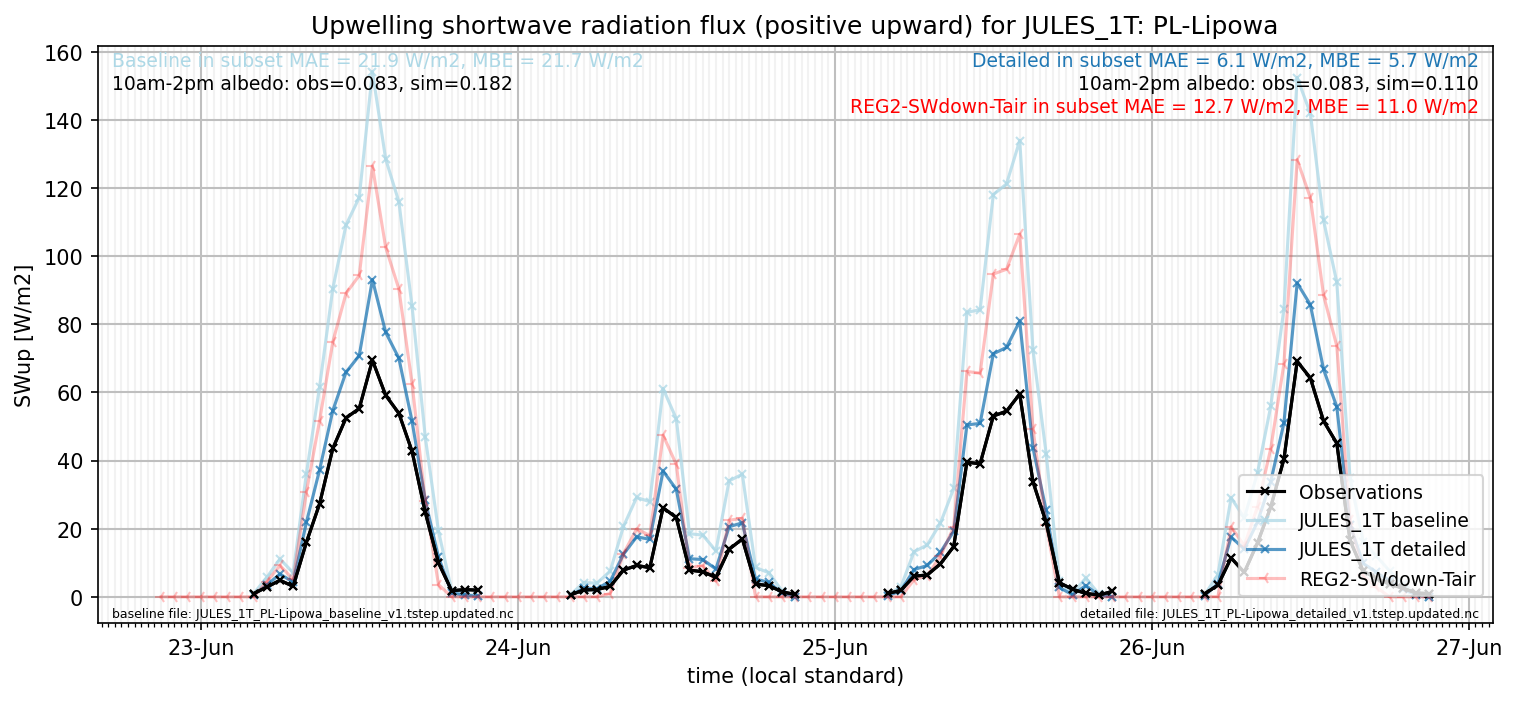 Upwelling shortwave radiation flux (positive upward) for JULES_1T: PL-Lipowa
Baseline in subset MAE = 21.9 W/m2, MBE = 21.7 W/m2
10am-2pm albedo: obs=0.083, sim=0.182
Detailed in subset MAE = 6.1 W/m2, MBE = 5.7 W/m2
10am-2pm albedo: obs=0.083, sim=0.110
REG2-SWdown-Tair in subset MAE = 12.7 W/m2, MBE = 11.0 W/m2
SWup [W/m2]
160
140
120
100
80
60
40
20
0
Observations
JULES_1T baseline
JULES_1T detailed
REG2-SWdown-Tair
baseline file: JULES_1T_PL-Lipowa_baseline_v1.tstep.updated.nc
detailed file: JULES_1T_PL-Lipowa_detailed_v1.tstep.updated.nc
23-Jun
24-Jun
25-Jun
26-Jun
27-Jun
time (local standard)